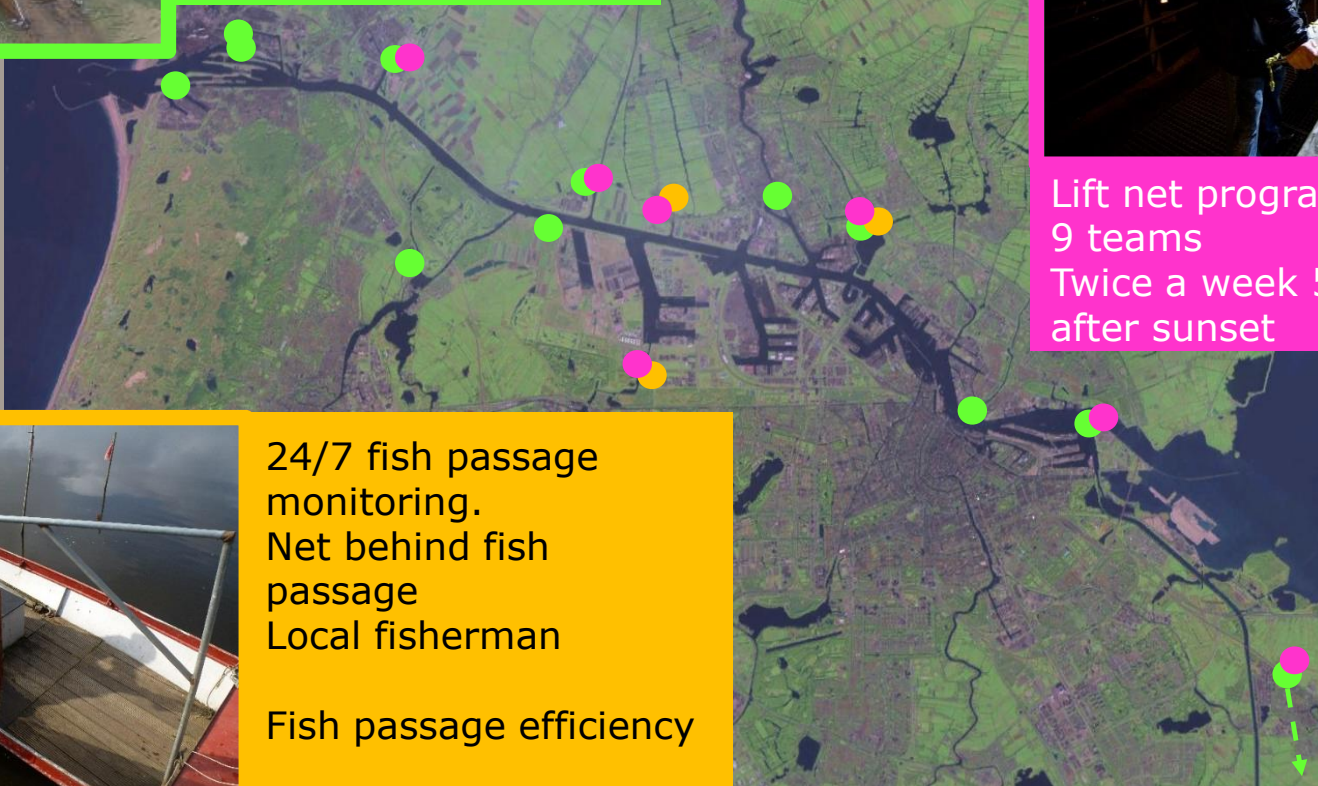 Lift net progra
9 teams
Twice a week 5
after sunset
24/7 fish passage
monitoring.
Net behind fish
passage
Local fisherman
Fish passage efficiency